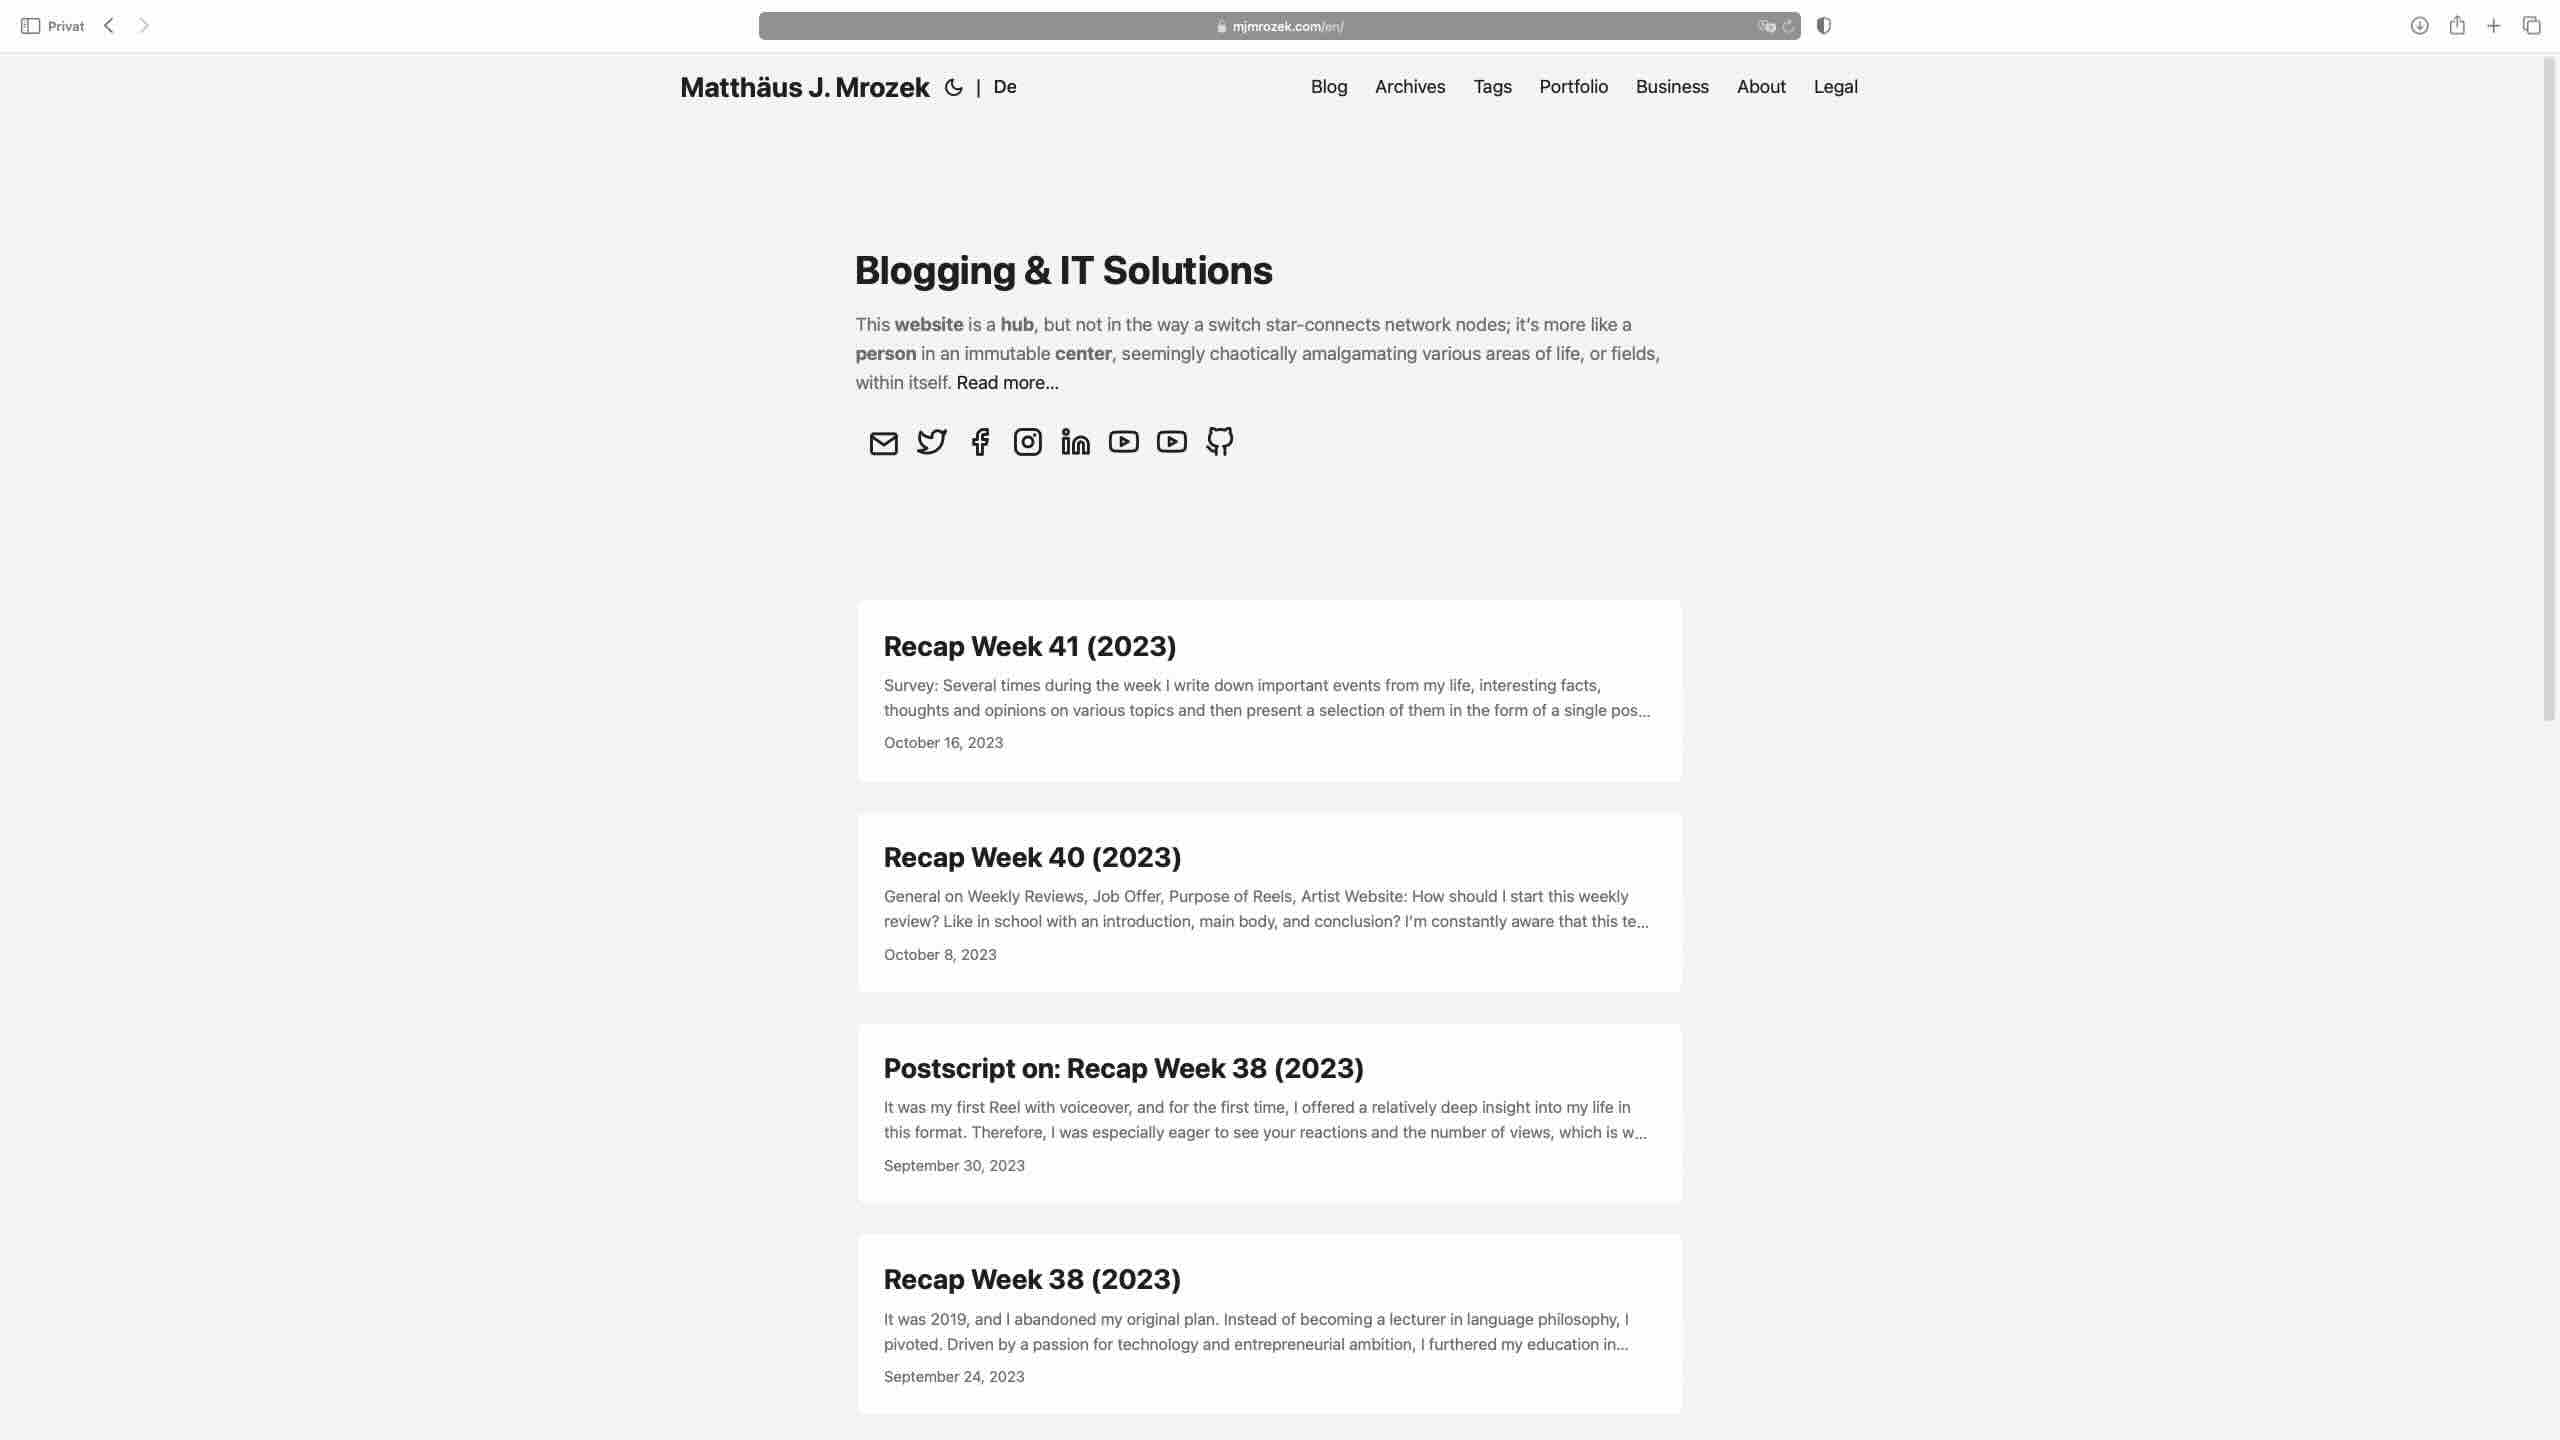 Privat
mjmrozek.com/en/
Matthäus J. Mrozek | De
Blog Archives Tags Portfolio Business About Legal
Blogging & IT Solutions
This website is a hub, but not in the way a switch star-connects network nodes; it's more like a
person in an immutable center, seemingly chaotically amalgamating various areas of life, or fields,
within itself. Read more...
Recap Week 41 (2023)
Survey: Several times during the week I write down important events from my life, interesting facts,
thoughts and opinions on various topics and then present a selection of them in the form of a single pos...
October 16, 2023
Recap Week 40 (2023)
General on Weekly Reviews, Job Offer, Purpose of Reels, Artist Website: How should I start this weekly
review? Like in school with an introduction, main body, and conclusion? I'm constantly aware that this te...
October 8, 2023
Postscript on: Recap Week 38 (2023)
It was my first Reel with voiceover, and for the first time, I offered a relatively deep insight into my life in
this format. Therefore, I was especially eager to see your reactions and the number of views, which is w...
September 30, 2023
Recap Week 38 (2023)
It was 2019, and I abandoned my original plan. Instead of becoming a lecturer in language philosophy, I
pivoted. Driven by a passion for technology and entrepreneurial ambition, I furthered my education in...
September 24, 2023